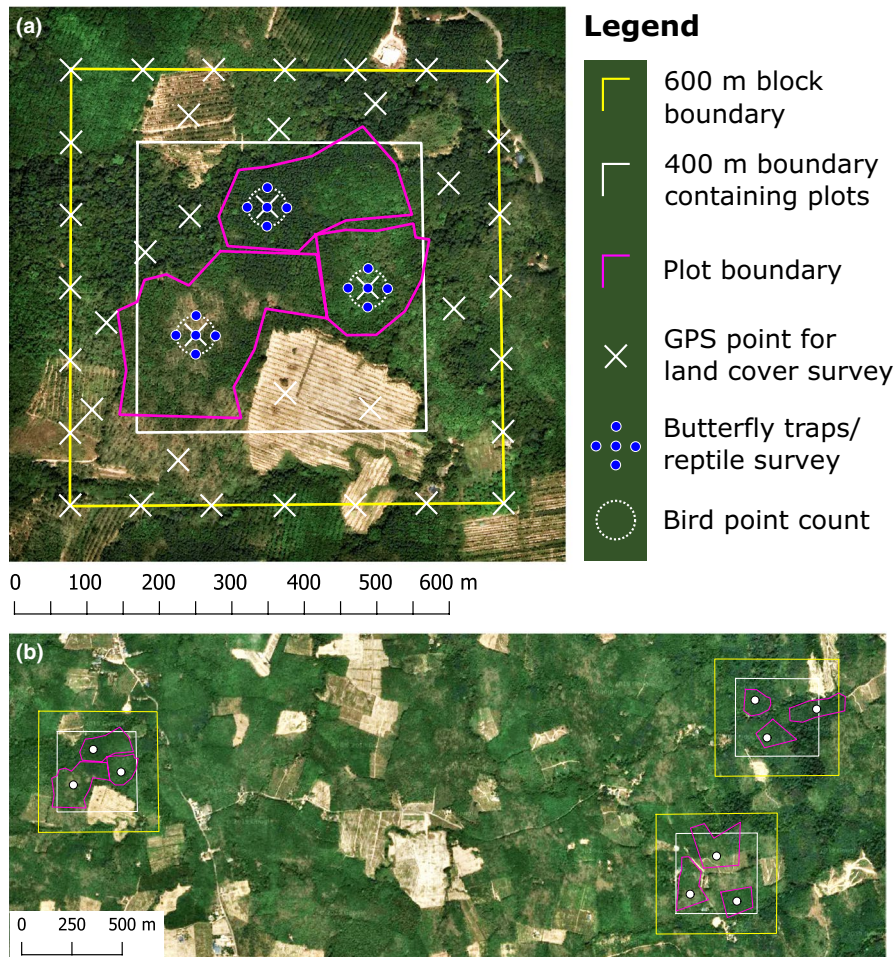 (a)
Legend
600 m block
boundary
400 m boundary
containing plots
Plot boundary
GPS point for
land cover survey
Butterfly traps/
reptile survey
Bird point count
0 100 200 300 400 500 600 m
(b)
0 250 500 m